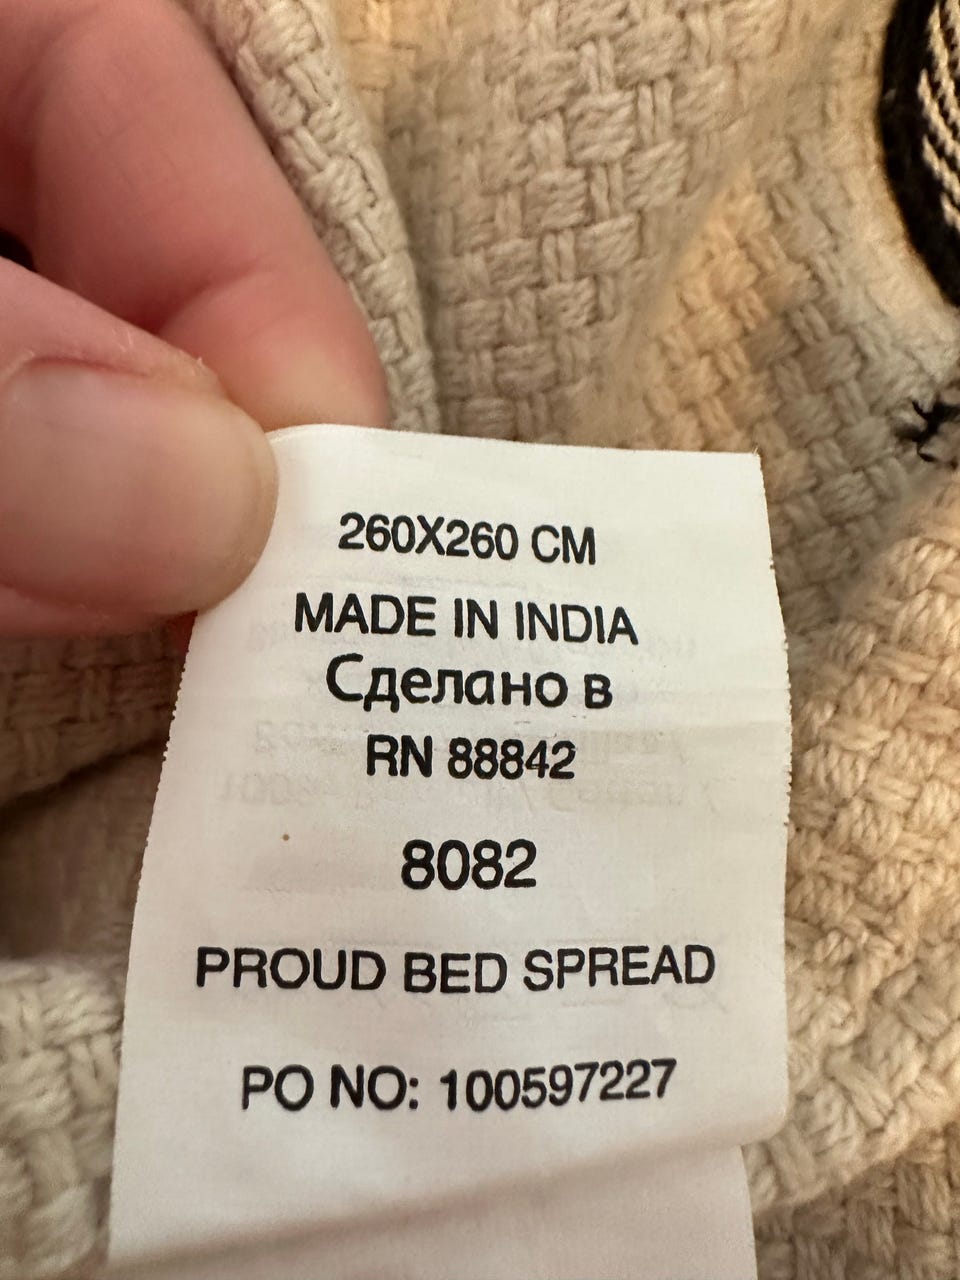 260X260 CM
MADE IN INDIA
Сделано в
RN 88842
8082
PROUD BED SPREAD
PO NO: 100597227